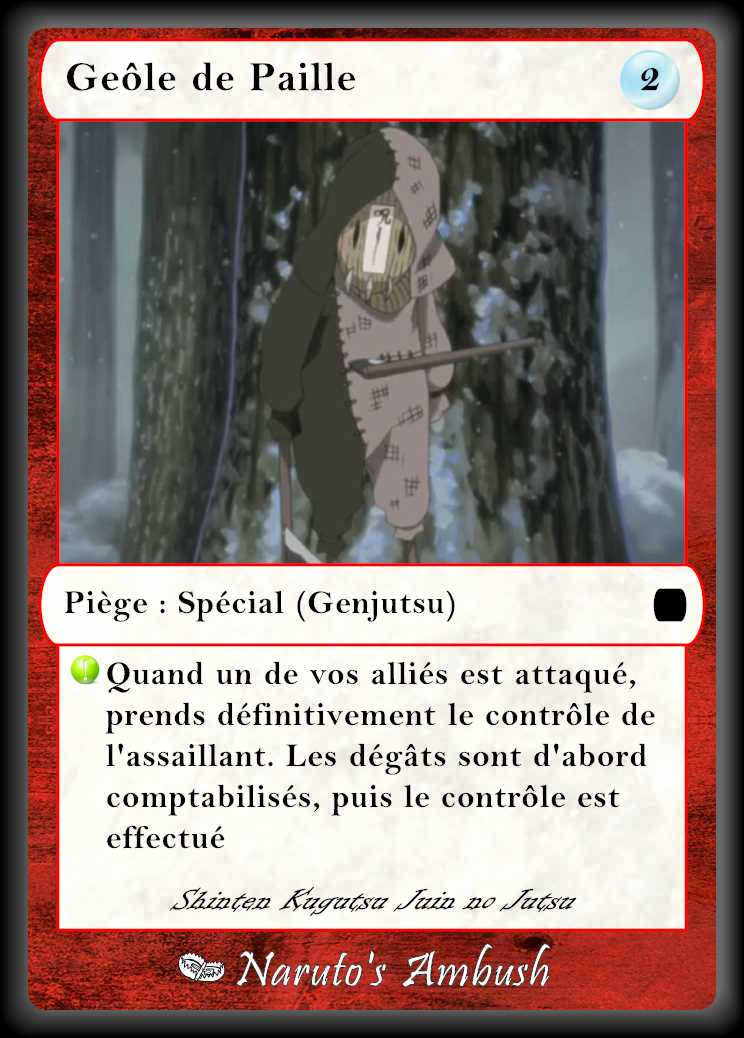 Geôle de Paille
2
呪
Piège : Spécial (Genjutsu)
Quand un de vos alliés est attaqué,
prends définitivement le contrôle de
l'assaillant. Les dégâts sont d'abord
comptabilisés, puis le contrôle est
effectué
Shinten Kugutsu Juin no Jutsu
Naruto's Ambush